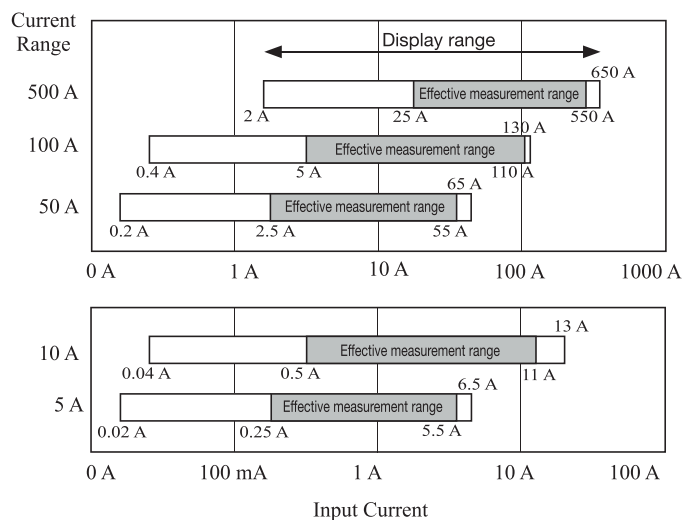 Current
Range
Display range
650 A
500 A
Effective measurement range
2 A 25 A 550 A
130 A
100 A
Effective measurement range
0.4 A 5 A 110 A
65 A
50 A
Effective measurement range
0.2 A 2.5 A 55 A
0 A 1 A 10 A 100 A 1000 A
13 A
10 A
Effective measurement range
0.04 A 0.5 A 11 A
6.5 A
5 A
Effective measurement range
0.02 A 0.25 A 5.5 A
0 A 100 mA 1 A 10 A 100 A
Input Current